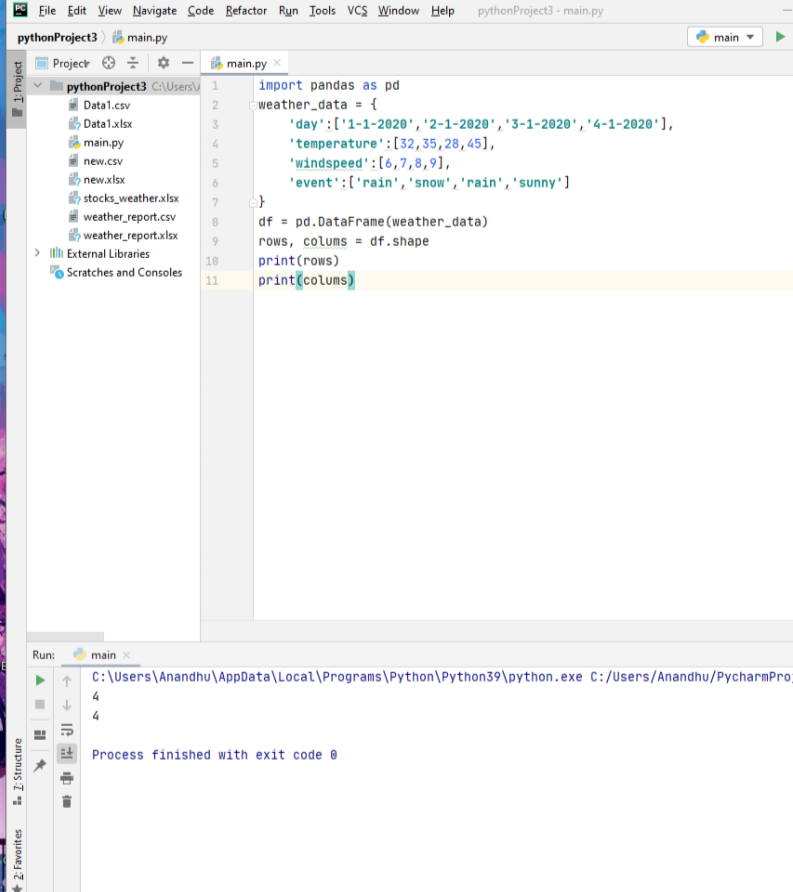 PC File Edit View Navigate Code Refactor Run Tools VCS Window Help pythonProject3 - main.py
pythonProject3 main.py main
1: Project
Project main.py
pythonProject3 C:\Users\
Data1.csv
Data1.xlsx
main.py
new.csv
new.xlsx
stocks_weather.xlsx
weather_report.csv
weather_report.xlsx
External Libraries
Scratches and Consoles
1 import pandas as pd
2 weather_data = {
3 'day':['1-1-2020','2-1-2020','3-1-2020','4-1-2020'],
4 'temperature':[32,35,28,45],
5 'windspeed':[6,7,8,9],
6 'event':['rain','snow','rain','sunny']
7 }
8 df = pd.DataFrame(weather_data)
9 rows, colums = df.shape
10 print(rows)
11 print(colums)
Run: main
C:\Users\Anandhu\AppData\Local\Programs\Python\Python39\python.exe C:/Users/Anandhu/PycharmPro
4
4
Process finished with exit code 0
7: Structure
2: Favorites